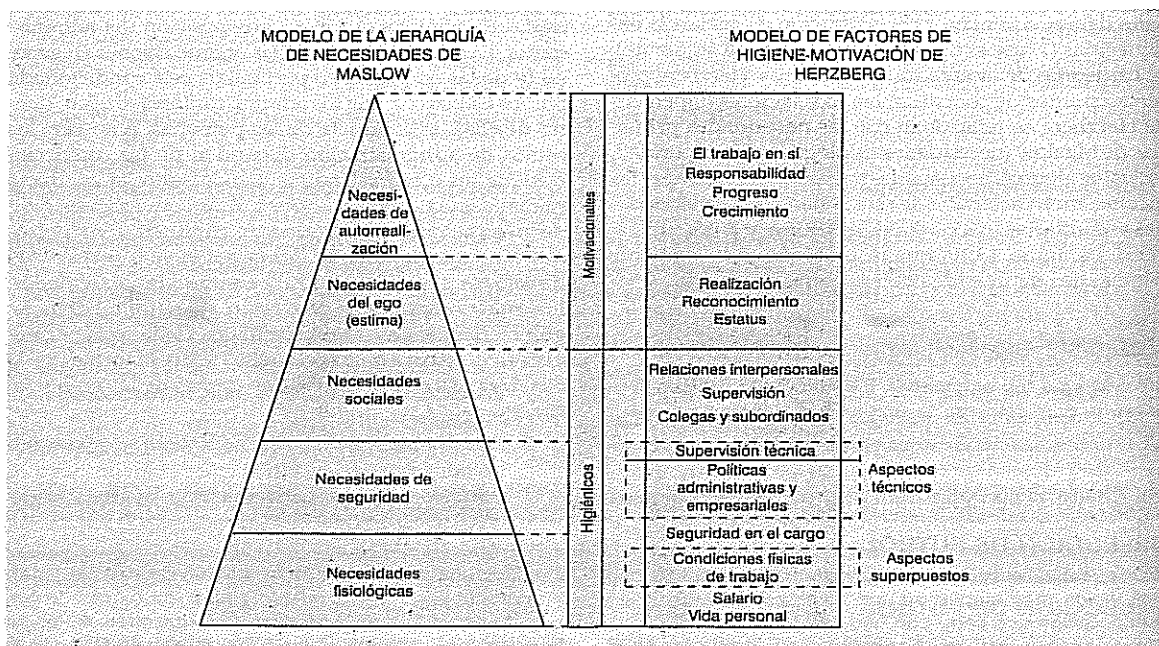 MODELO DE LA JERARQUÍA
DE NECESIDADES DE
MASLOW
MODELO DE FACTORES DE
HIGIENE-MOTIVACIÓN DE
HERZBERG
Necesi-
dades de
autorreali-
zación
Necesidades
del ego
(estima)
Necesidades
sociales
Necesidades de
seguridad
Necesidades
fisiológicas
Motivacionales
Higiénicos
El trabajo en sí
Responsabilidad
Progreso
Crecimiento
Realización
Reconocimiento
Estatus
Relaciones interpersonales
Supervisión
Colegas y subordinados
Supervisión técnica
Políticas
administrativas y
empresariales
Aspectos
técnicos
Seguridad en el cargo
Condiciones físicas
de trabajo
Aspectos
superpuestos
Salario
Vida personal